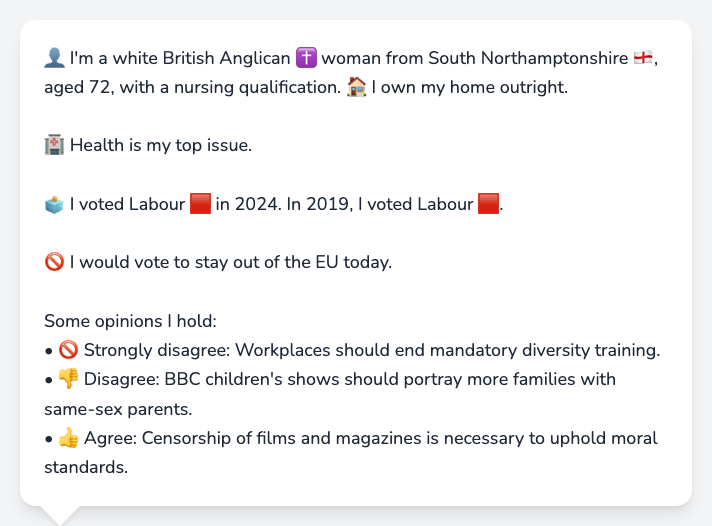 👤 I'm a white British Anglican ✝️ woman from South Northamptonshire 🏴󠁧󠁢󠁥󠁮󠁧󠁿,
aged 72, with a nursing qualification. 🏠 I own my home outright.
🏥 Health is my top issue.
🗳️ I voted Labour 🟥 in 2024. In 2019, I voted Labour 🟥.
🚫 I would vote to stay out of the EU today.
Some opinions I hold:
• 🚫 Strongly disagree: Workplaces should end mandatory diversity training.
• 👎 Disagree: BBC children's shows should portray more families with
same-sex parents.
• 👍 Agree: Censorship of films and magazines is necessary to uphold moral
standards.